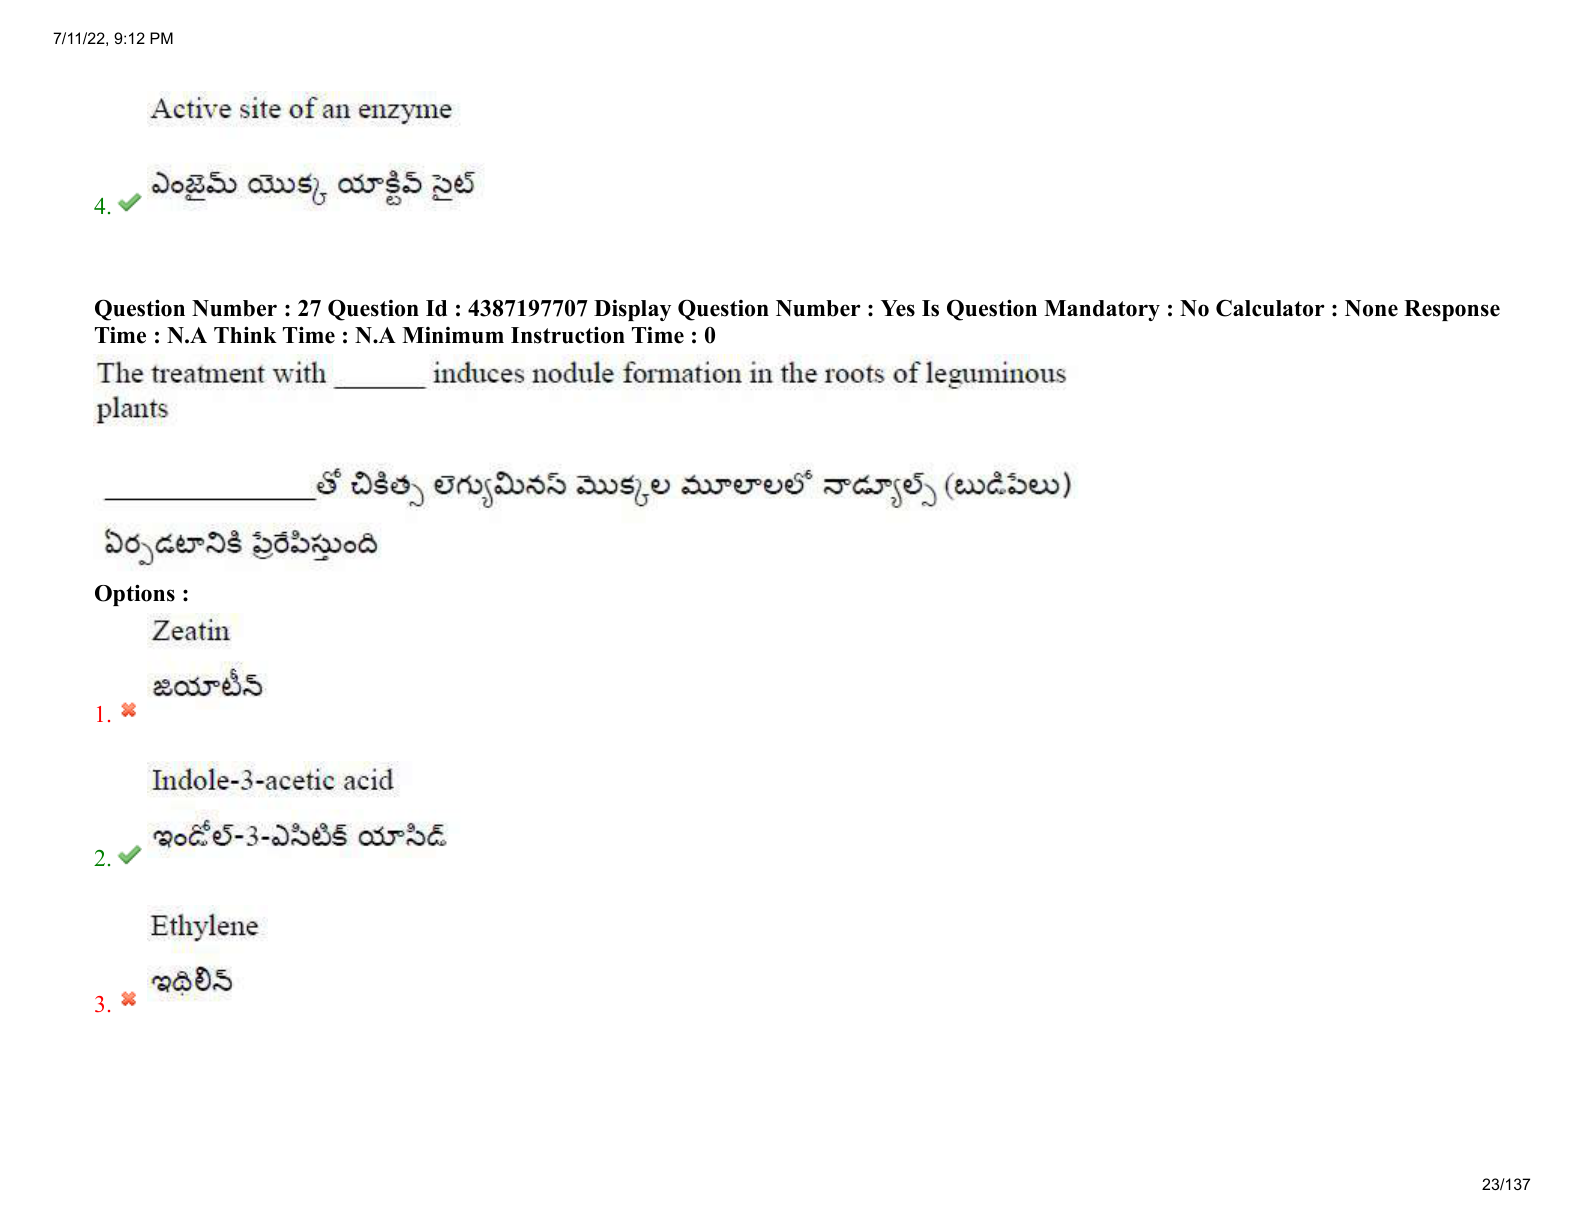 7/11/22, 9:12 PM
Active site of an enzyme
ఎంజైమ్ యొక్క యాక్టివ్ సైట్
4.
Question Number : 27 Question Id : 4387197707 Display Question Number : Yes Is Question Mandatory : No Calculator : None Response
Time : N.A Think Time : N.A Minimum Instruction Time : 0
The treatment with ______ induces nodule formation in the roots of leguminous
plants
______________తో చికిత్స లెగ్యుమినస్ మొక్కల మూలాలలో నాడ్యూల్స్ (బుడిపేలు)
ఏర్పడటానికి ప్రేరేపిస్తుంది
Options :
Zeatin
జియాటీన్
1.
Indole-3-acetic acid
ఇండోల్-3-ఎసిటిక్ యాసిడ్
2.
Ethylene
ఇథిలీన్
3.
23/137